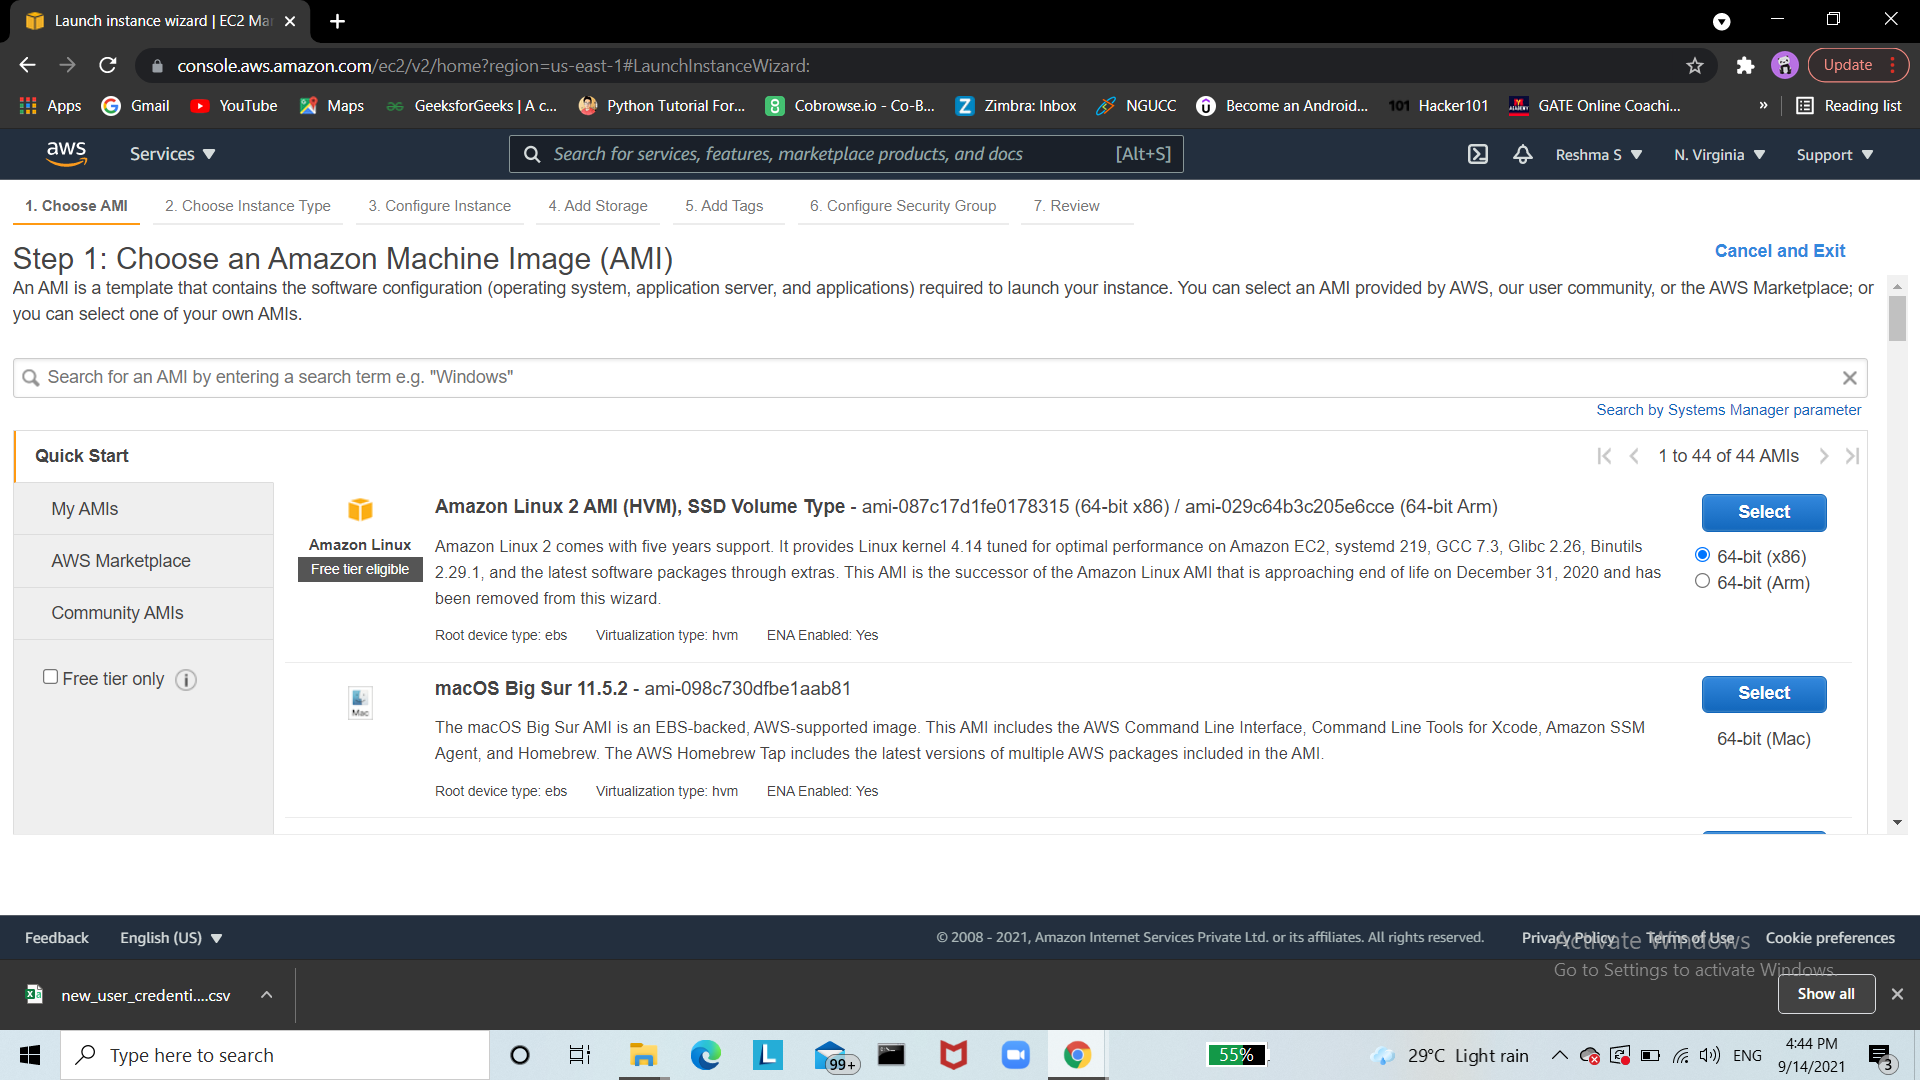 Launch instance wizard | EC2 Ma
console.aws.amazon.com/ec2/v2/home?region=us-east-1#LaunchInstanceWizard:
Update
Apps
Gmail
YouTube
Maps
GeeksforGeeks | A c...
Python Tutorial For...
Cobrowse.io - Co-B...
Zimbra: Inbox
NGUCC
Become an Android...
101 Hacker101
GATE Online Coachi...
»
Reading list
aws
Services
Search for services, features, marketplace products, and docs
[Alt+S]
Reshma S
N. Virginia
Support
1. Choose AMI
2. Choose Instance Type
3. Configure Instance
4. Add Storage
5. Add Tags
6. Configure Security Group
7. Review
Step 1: Choose an Amazon Machine Image (AMI)
Cancel and Exit
An AMI is a template that contains the software configuration (operating system, application server, and applications) required to launch your instance. You can select an AMI provided by AWS, our user community, or the AWS Marketplace; or
you can select one of your own AMIs.
Search for an AMI by entering a search term e.g. "Windows"
Search by Systems Manager parameter
Quick Start
1 to 44 of 44 AMIs
My AMIs
AWS Marketplace
Community AMIs
Free tier only
Amazon Linux
Free tier eligible
Amazon Linux 2 AMI (HVM), SSD Volume Type - ami-087c17d1fe0178315 (64-bit x86) / ami-029c64b3c205e6cce (64-bit Arm)
Amazon Linux 2 comes with five years support. It provides Linux kernel 4.14 tuned for optimal performance on Amazon EC2, systemd 219, GCC 7.3, Glibc 2.26, Binutils
2.29.1, and the latest software packages through extras. This AMI is the successor of the Amazon Linux AMI that is approaching end of life on December 31, 2020 and has
been removed from this wizard.
Root device type: ebs
Virtualization type: hvm
ENA Enabled: Yes
Select
64-bit (x86)
64-bit (Arm)
Mac
macOS Big Sur 11.5.2 - ami-098c730dfbe1aab81
The macOS Big Sur AMI is an EBS-backed, AWS-supported image. This AMI includes the AWS Command Line Interface, Command Line Tools for Xcode, Amazon SSM
Agent, and Homebrew. The AWS Homebrew Tap includes the latest versions of multiple AWS packages included in the AMI.
Root device type: ebs
Virtualization type: hvm
ENA Enabled: Yes
Select
64-bit (Mac)
Feedback
English (US)
© 2008 - 2021, Amazon Internet Services Private Ltd. or its affiliates. All rights reserved.
Privacy Policy
Terms of Use
Cookie preferences
Activate Windows
Go to Settings to activate Windows.
new_user_credenti....csv
Show all
Type here to search
99+
55%
29°C Light rain
ENG
4:44 PM
9/14/2021
3